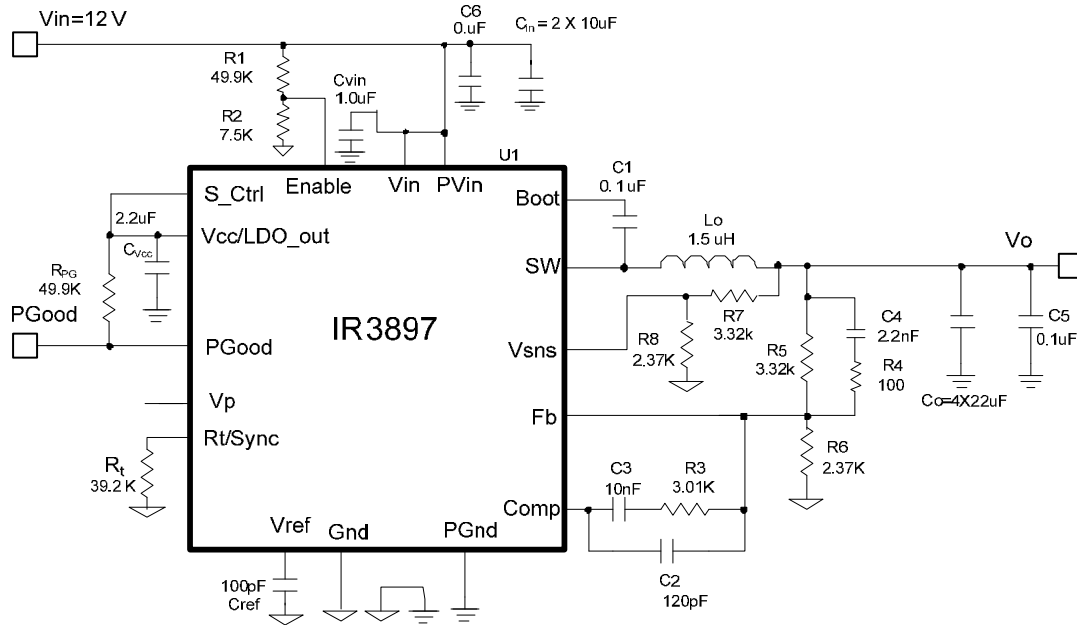 Vin=12 V
C6
0.uF
Cin = 2 X 10uF
R1
49.9K
Cvin
1.0uF
R2
7.5K
U1
Enable
Vin
PVin
S_Ctrl
Boot
C1
0.1uF
2.2uF
Vcc/LDO_out
CVcc
Lo
1.5 uH
Vo
SW
RPG
49.9K
PGood
IR3897
R7
3.32k
R8
2.37K
C4
2.2nF
C5
0.1uF
PGood
Vsns
R5
3.32k
R4
100
Co=4X22uF
Vp
Fb
Rt/Sync
Rt
39.2 K
R6
2.37K
C3
10nF
R3
3.01K
Comp
Vref
Gnd
PGnd
100pF
Cref
C2
120pF